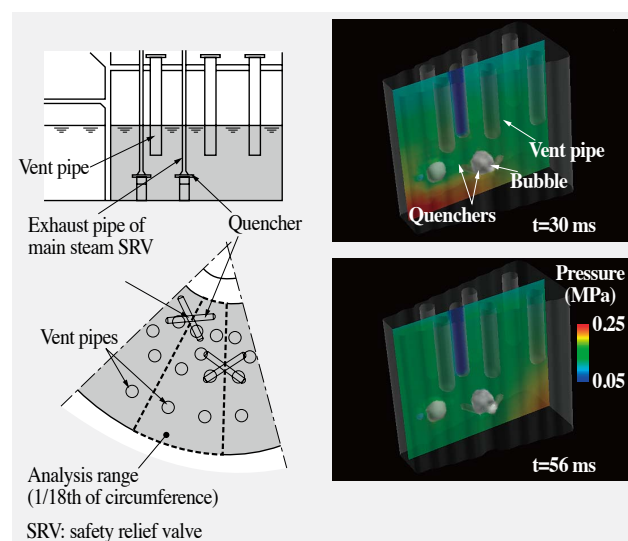 Vent pipe
Exhaust pipe of
main steam SRV
Quencher
Vent pipes
Analysis range
(1/18th of circumference)
SRV: safety relief valve
Vent pipe
Bubble
Quenchers
t=30 ms
Pressure
(MPa)
0.25
0.05
t=56 ms